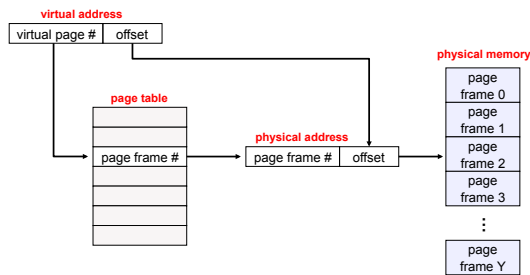 virtual address
virtual page #
offset
physical memory
page
frame 0
page table
page
frame 1
physical address
page frame #
page frame #
offset
page
frame 2
page
frame 3
⋮
page
frame Y